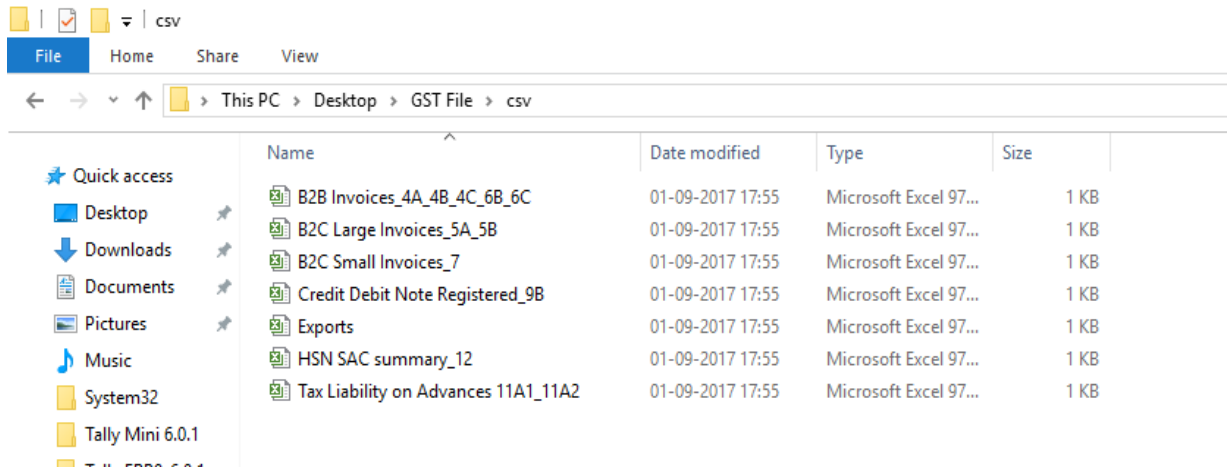 csv
File Home Share View
This PC > Desktop > GST File > csv
Name Date modified Type Size
Quick access
Desktop
Downloads
Documents
Pictures
Music
System32
Tally Mini 6.0.1
B2B Invoices_4A_4B_4C_6B_6C 01-09-2017 17:55 Microsoft Excel 97... 1 KB
B2C Large Invoices_5A_5B 01-09-2017 17:55 Microsoft Excel 97... 1 KB
B2C Small Invoices_7 01-09-2017 17:55 Microsoft Excel 97... 1 KB
Credit Debit Note Registered_9B 01-09-2017 17:55 Microsoft Excel 97... 1 KB
Exports 01-09-2017 17:55 Microsoft Excel 97... 1 KB
HSN SAC summary_12 01-09-2017 17:55 Microsoft Excel 97... 1 KB
Tax Liability on Advances 11A1_11A2 01-09-2017 17:55 Microsoft Excel 97... 1 KB